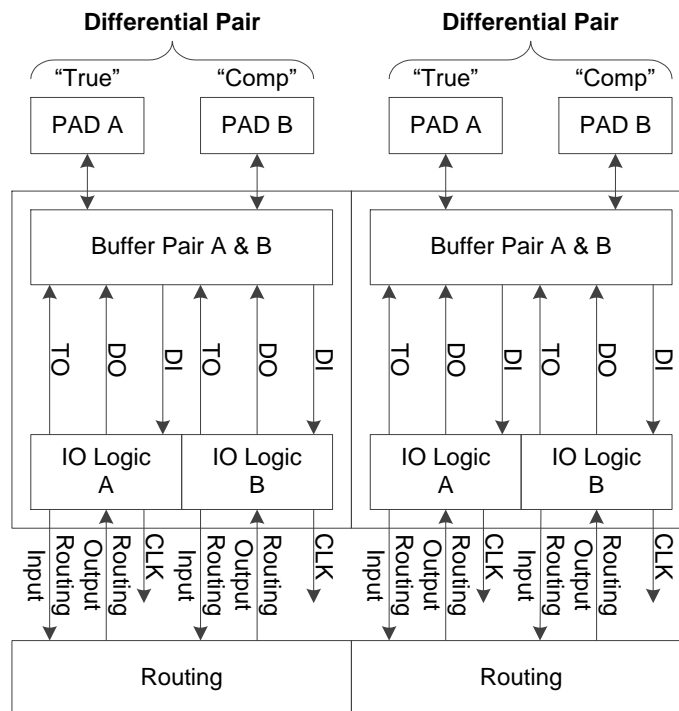 Differential Pair Differential Pair
“True” “Comp” “True” “Comp”
PAD A PAD B PAD A PAD B
Buffer Pair A & B Buffer Pair A & B
TO DO DI TO DO DI TO DO DI TO DO DI
IO Logic IO Logic IO Logic IO Logic
A B A B
Routing Input
Routing Output
CLK
Routing Input
Routing Output
CLK
Routing Input
Routing Output
CLK
Routing Input
Routing Output
CLK
Routing Routing